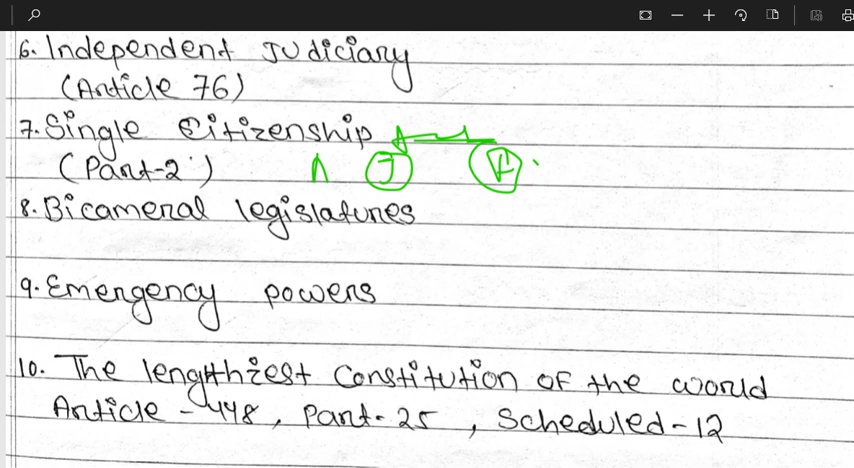 6. Independent Judiciary
(Article 76)
7. Single Citizenship
(Part-2)
J
8. Bicameral legislatures
9. Emergency powers
10. The lengthiest Constitution of the world
Article - 448, Part- 25, Scheduled-12